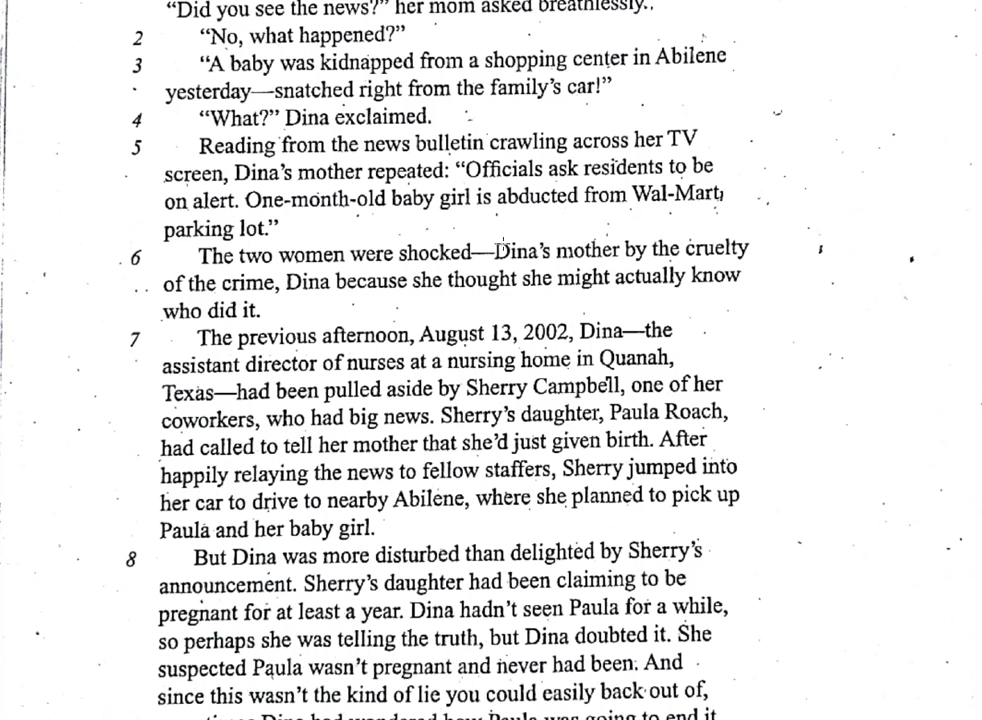 “Did you see the news?” her mom asked breathlessly.
2 “No, what happened?”
3 “A baby was kidnapped from a shopping center in Abilene
yesterday—snatched right from the family’s car!”
4 “What?” Dina exclaimed.
5 Reading from the news bulletin crawling across her TV
screen, Dina’s mother repeated: “Officials ask residents to be
on alert. One-month-old baby girl is abducted from Wal-Mart
parking lot.”
6 The two women were shocked—Dina’s mother by the cruelty
of the crime, Dina because she thought she might actually know
who did it.
7 The previous afternoon, August 13, 2002, Dina—the
assistant director of nurses at a nursing home in Quanah,
Texas—had been pulled aside by Sherry Campbell, one of her
coworkers, who had big news. Sherry’s daughter, Paula Roach,
had called to tell her mother that she’d just given birth. After
happily relaying the news to fellow staffers, Sherry jumped into
her car to drive to nearby Abilene, where she planned to pick up
Paula and her baby girl.
8 But Dina was more disturbed than delighted by Sherry’s
announcement. Sherry’s daughter had been claiming to be
pregnant for at least a year. Dina hadn’t seen Paula for a while,
so perhaps she was telling the truth, but Dina doubted it. She
suspected Paula wasn’t pregnant and never had been. And
since this wasn’t the kind of lie you could easily back out of,
Dina had wondered how Paula was going to end it